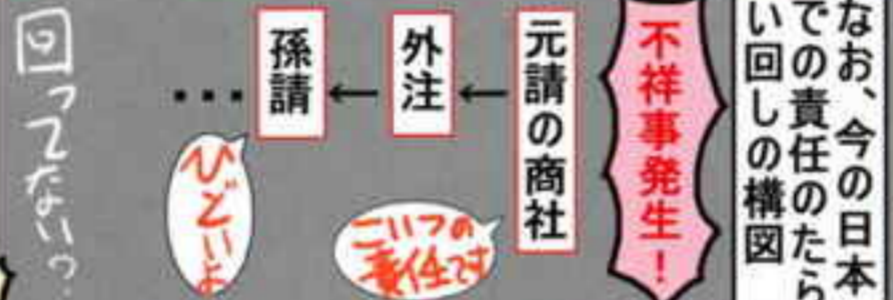 なお、今の日本
での責任のたら
い回しの構図
不祥事発生！
元請の商社
こいつの
責任です
←
外注
←
孫請
ひどいよ
…
回ってない？